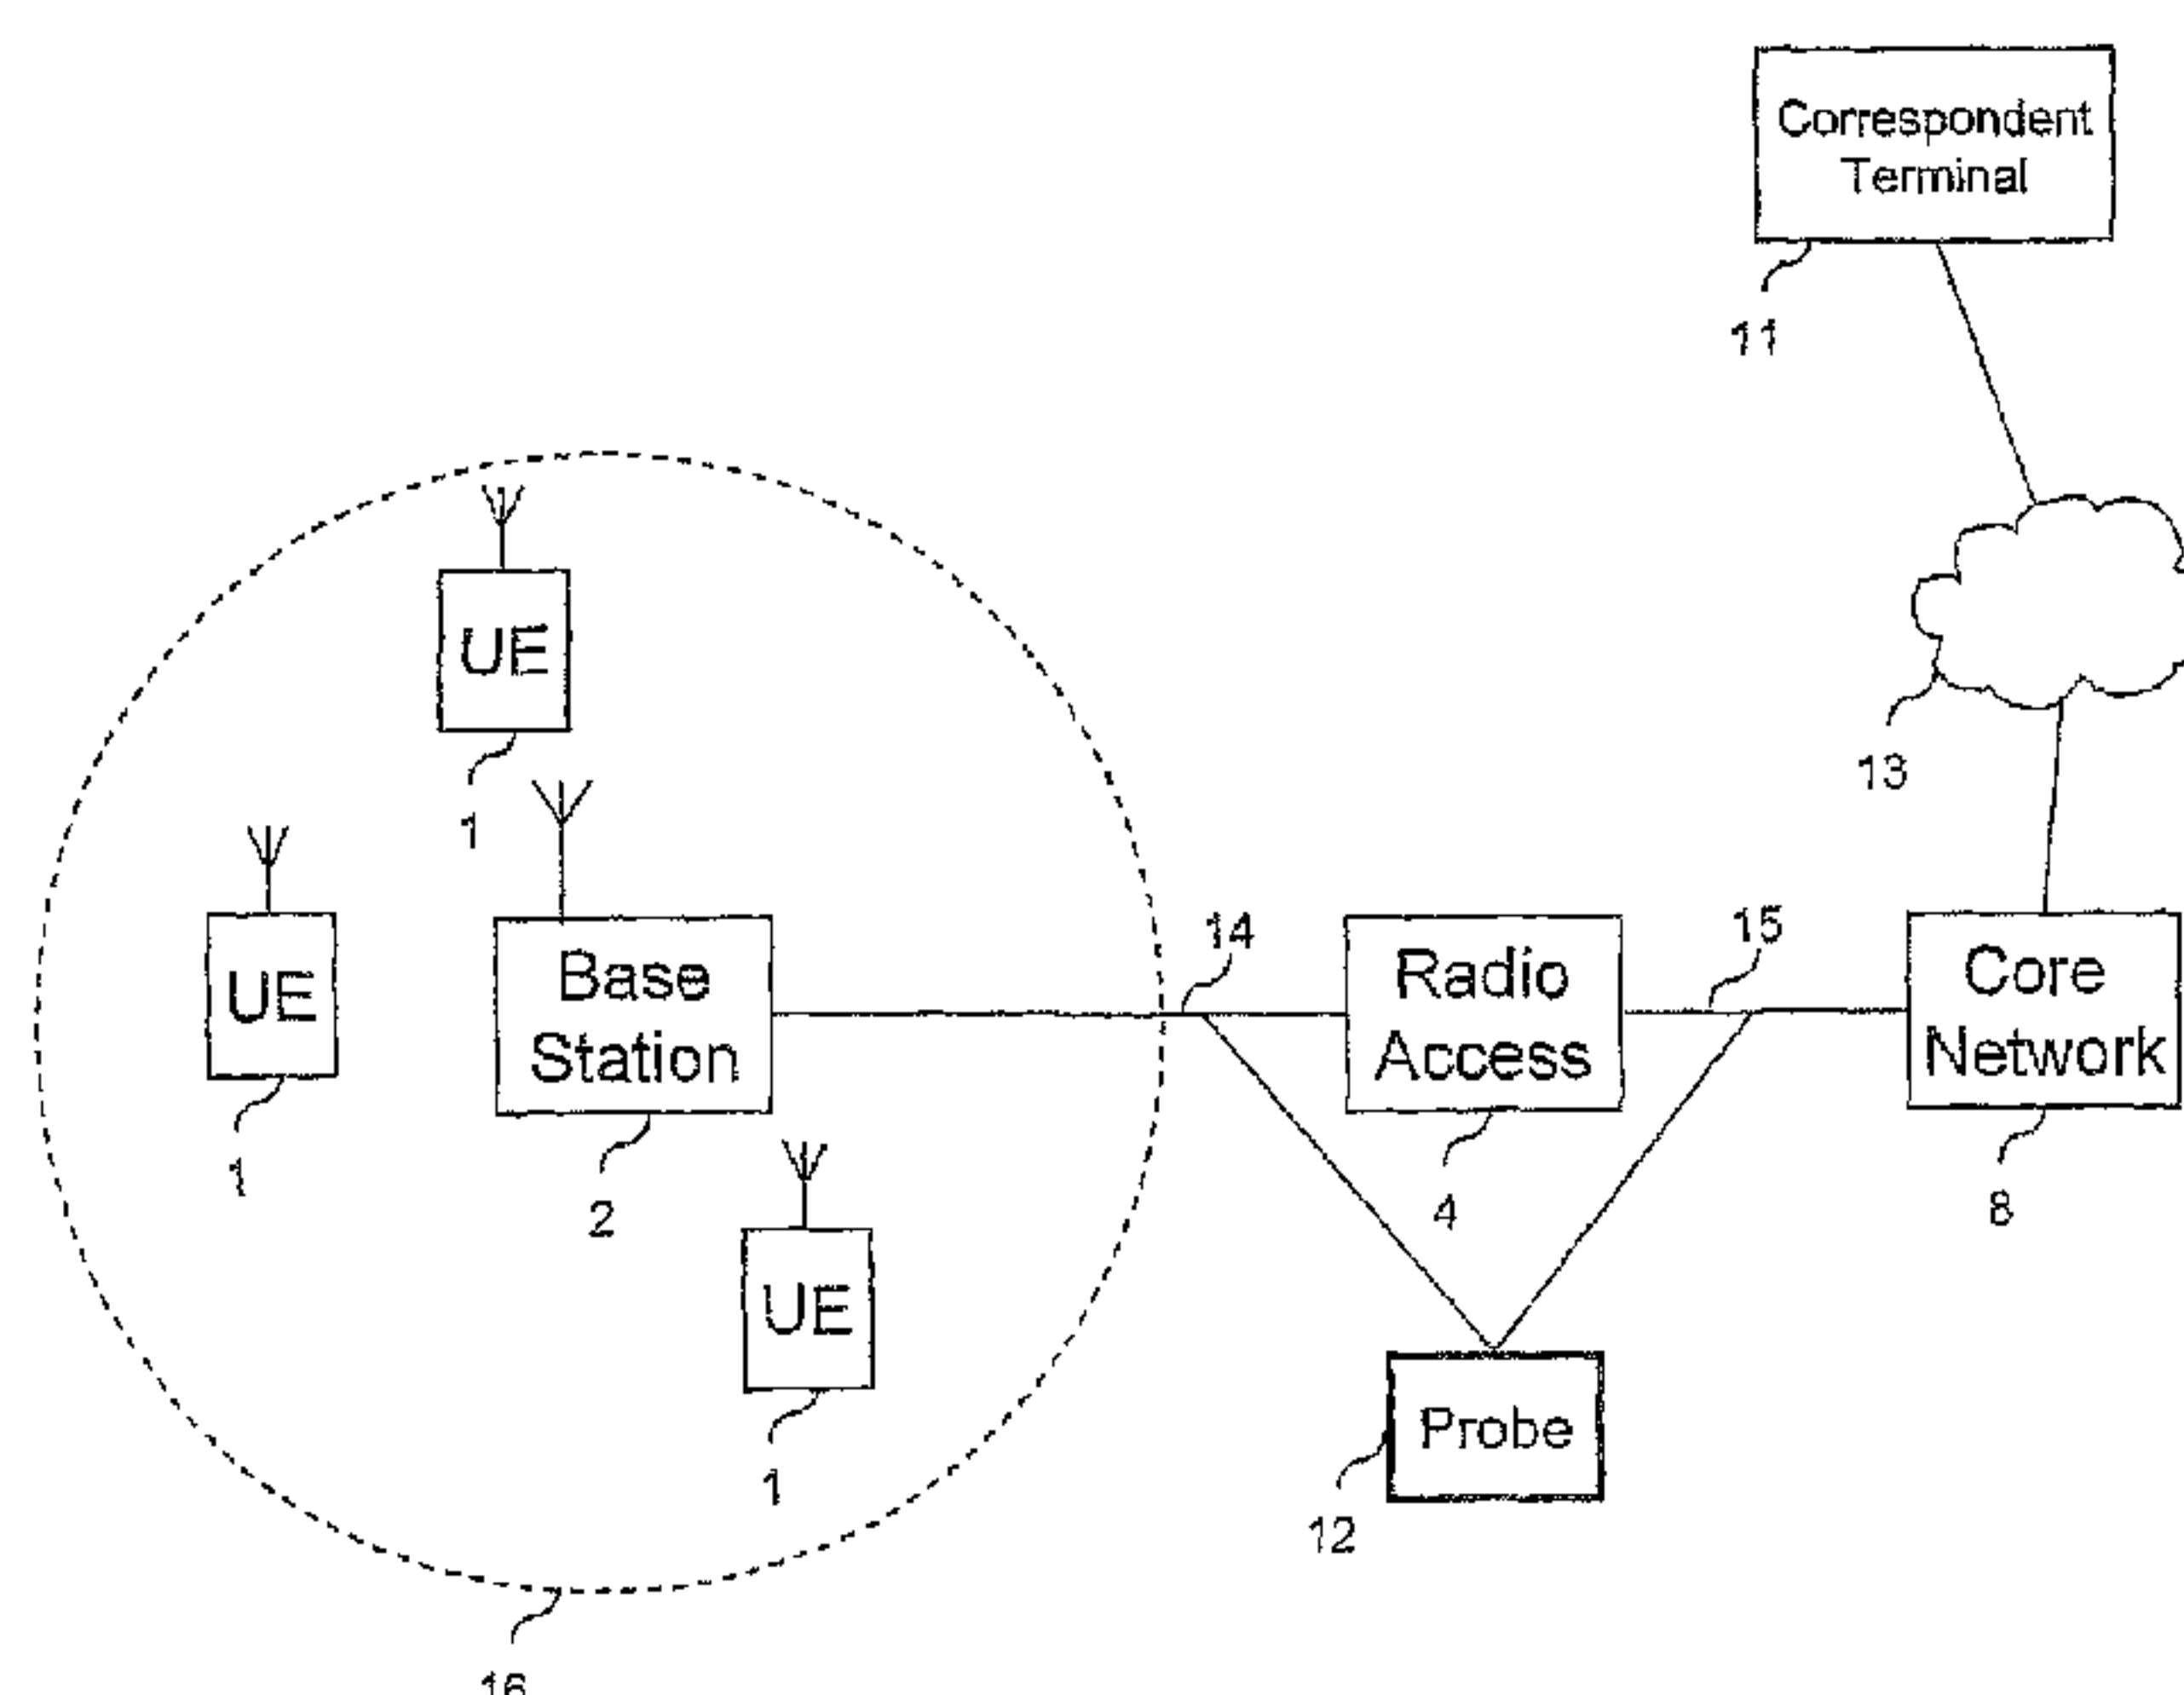 Correspondent
Terminal
11
UE
1
13
UE
1
Base
Station
2
14
Radio
Access
4
15
Core
Network
8
UE
1
Probe
12
16